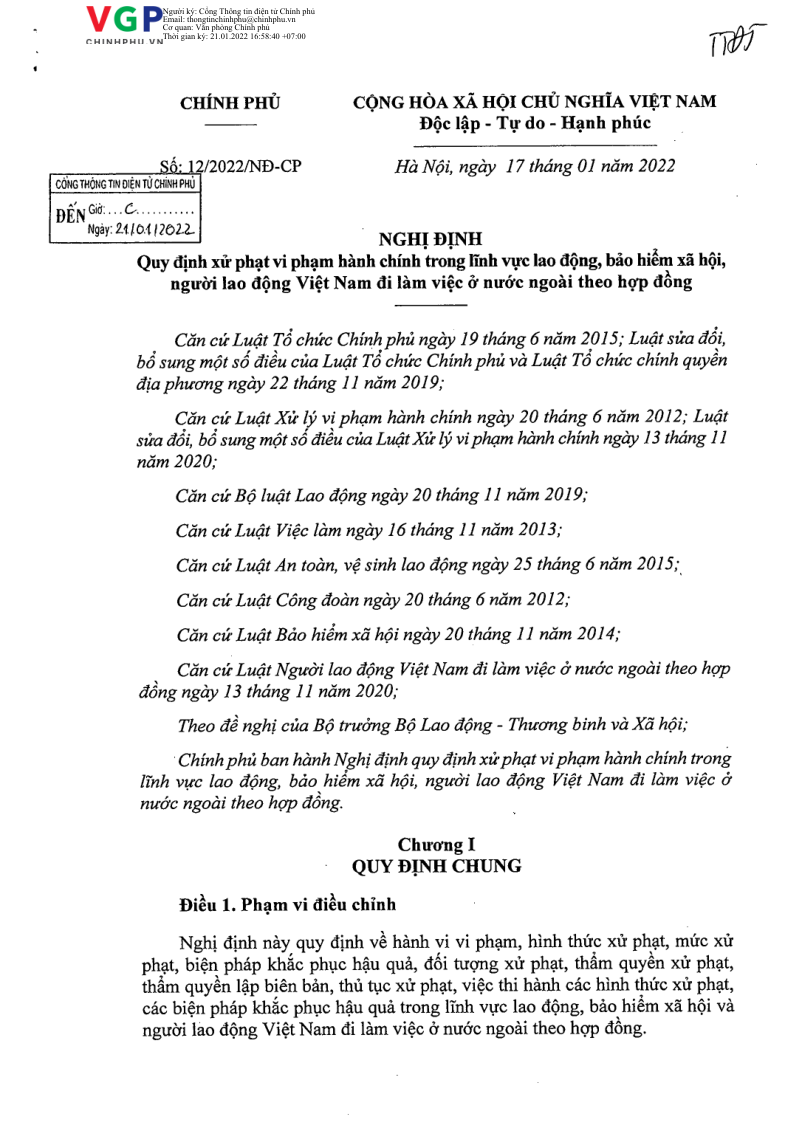 VGP
CHINHPHU.VN
Người ký: Cổng Thông tin điện tử Chính phủ
Email: thongtinchinhphu@chinhphu.vn
Cơ quan: Văn phòng Chính phủ
Thời gian ký: 21.01.2022 16:58:40 +07:00
CHÍNH PHỦ
CỘNG HÒA XÃ HỘI CHỦ NGHĨA VIỆT NAM
Độc lập - Tự do - Hạnh phúc
Số: 12/2022/NĐ-CP
Hà Nội, ngày 17 tháng 01 năm 2022
CỔNG THÔNG TIN ĐIỆN TỬ CHÍNH PHỦ
ĐẾN Giờ: ....C...........
Ngày: 21/01/2022
NGHỊ ĐỊNH
Quy định xử phạt vi phạm hành chính trong lĩnh vực lao động, bảo hiểm xã hội,
người lao động Việt Nam đi làm việc ở nước ngoài theo hợp đồng
Căn cứ Luật Tổ chức Chính phủ ngày 19 tháng 6 năm 2015; Luật sửa đổi,
bổ sung một số điều của Luật Tổ chức Chính phủ và Luật Tổ chức chính quyền
địa phương ngày 22 tháng 11 năm 2019;
Căn cứ Luật Xử lý vi phạm hành chính ngày 20 tháng 6 năm 2012; Luật
sửa đổi, bổ sung một số điều của Luật Xử lý vi phạm hành chính ngày 13 tháng 11
năm 2020;
Căn cứ Bộ luật Lao động ngày 20 tháng 11 năm 2019;
Căn cứ Luật Việc làm ngày 16 tháng 11 năm 2013;
Căn cứ Luật An toàn, vệ sinh lao động ngày 25 tháng 6 năm 2015;
Căn cứ Luật Công đoàn ngày 20 tháng 6 năm 2012;
Căn cứ Luật Bảo hiểm xã hội ngày 20 tháng 11 năm 2014;
Căn cứ Luật Người lao động Việt Nam đi làm việc ở nước ngoài theo hợp
đồng ngày 13 tháng 11 năm 2020;
Theo đề nghị của Bộ trưởng Bộ Lao động - Thương binh và Xã hội;
Chính phủ ban hành Nghị định quy định xử phạt vi phạm hành chính trong
lĩnh vực lao động, bảo hiểm xã hội, người lao động Việt Nam đi làm việc ở
nước ngoài theo hợp đồng.
Chương I
QUY ĐỊNH CHUNG
Điều 1. Phạm vi điều chỉnh
Nghị định này quy định về hành vi vi phạm, hình thức xử phạt, mức xử
phạt, biện pháp khắc phục hậu quả, đối tượng xử phạt, thẩm quyền xử phạt,
thẩm quyền lập biên bản, thủ tục xử phạt, việc thi hành các hình thức xử phạt,
các biện pháp khắc phục hậu quả trong lĩnh vực lao động, bảo hiểm xã hội và
người lao động Việt Nam đi làm việc ở nước ngoài theo hợp đồng.